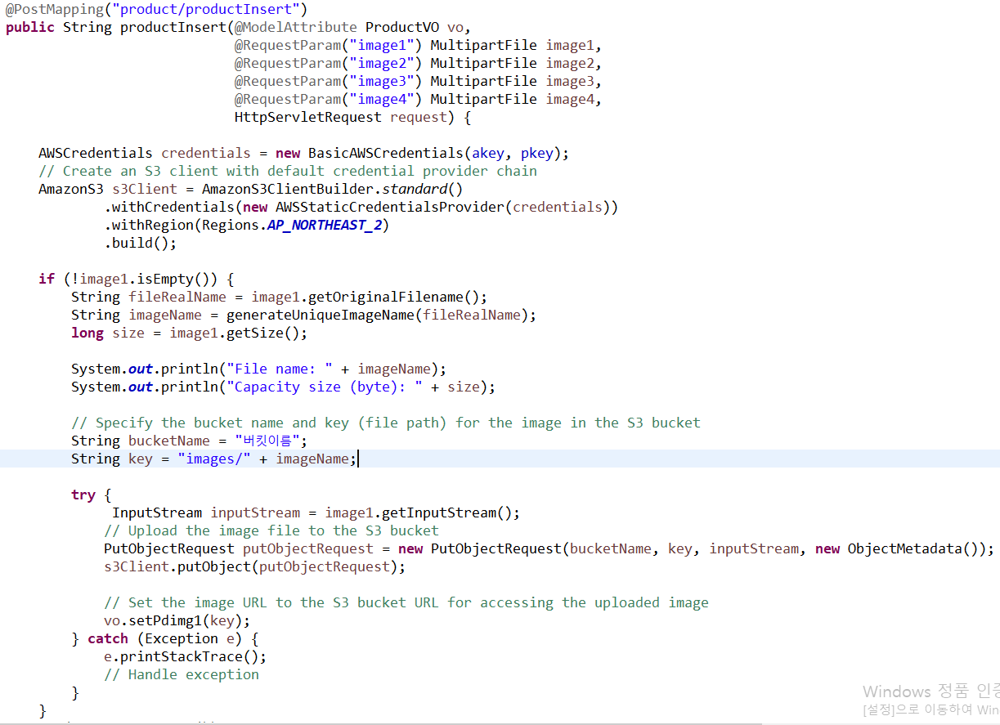 @PostMapping("product/productInsert")
public String productInsert(@ModelAttribute ProductVO vo,
@RequestParam("image1") MultipartFile image1,
@RequestParam("image2") MultipartFile image2,
@RequestParam("image3") MultipartFile image3,
@RequestParam("image4") MultipartFile image4,
HttpServletRequest request) {
AWSCredentials credentials = new BasicAWSCredentials(akey, pkey);
// Create an S3 client with default credential provider chain
AmazonS3 s3Client = AmazonS3ClientBuilder.standard()
.withCredentials(new AWSStaticCredentialsProvider(credentials))
.withRegion(Regions.AP_NORTHEAST_2)
.build();
if (!image1.isEmpty()) {
String fileRealName = image1.getOriginalFilename();
String imageName = generateUniqueImageName(fileRealName);
long size = image1.getSize();
System.out.println("File name: " + imageName);
System.out.println("Capacity size (byte): " + size);
// Specify the bucket name and key (file path) for the image in the S3 bucket
String bucketName = "버킷이름";
String key = "images/" + imageName;
try {
InputStream inputStream = image1.getInputStream();
// Upload the image file to the S3 bucket
PutObjectRequest putObjectRequest = new PutObjectRequest(bucketName, key, inputStream, new ObjectMetadata());
s3Client.putObject(putObjectRequest);
// Set the image URL to the S3 bucket URL for accessing the uploaded image
vo.setPdimg1(key);
} catch (Exception e) {
e.printStackTrace();
// Handle exception
}
}
Windows 정품 인증
[설정]으로 이동하여 Win